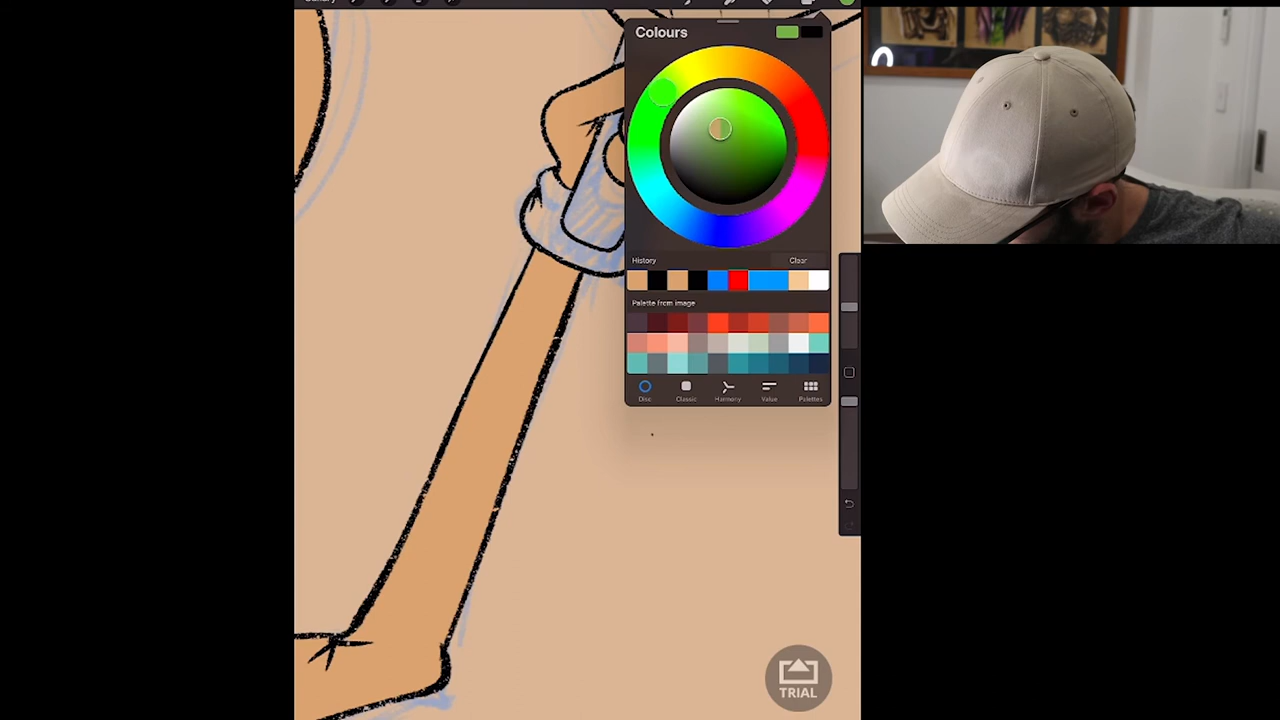 Colours
History
Clear
Palette from image
Disc
Classic
Harmony
Value
Palettes
TRIAL